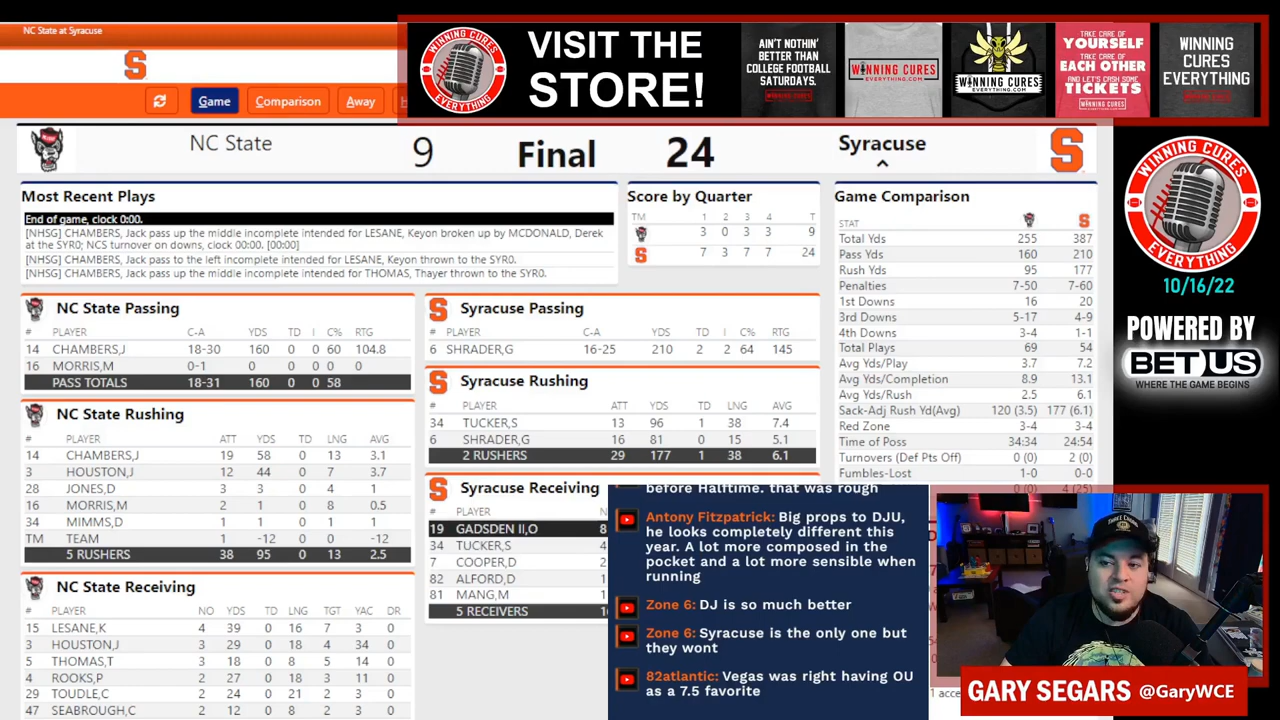 NC State at Syracuse
S
Game
Comparison
Away
WINNING CURES
EVERYTHING
VISIT THE
STORE!
AIN'T NOTHIN'
BETTER THAN
COLLEGE FOOTBALL
SATURDAYS.
WINNING CURES
WINNING CURES
TAKE CARE OF
YOURSELF
TAKE CARE OF
EACH OTHER
AND LET'S CASH SOME
TICKETS
WINNING
CURES
EVERYTHING
NC State
9
Final
24
Syracuse
S
Most Recent Plays
End of game, clock 0:00.
[NHSG] CHAMBERS, Jack pass up the middle incomplete intended for LESANE, Keyon broken up by MCDONALD, Derek
at the SYR0; NCS turnover on downs, clock 00:00. [00:00]
[NHSG] CHAMBERS, Jack pass to the left incomplete intended for LESANE, Keyon thrown to the SYR0.
[NHSG] CHAMBERS, Jack pass up the middle incomplete intended for THOMAS, Thayer thrown to the SYR0.
Score by Quarter
TM 1 2 3 4 T
3 0 3 3 9
S 7 3 7 7 24
Game Comparison
STAT S
Total Yds 255 387
Pass Yds 160 210
Rush Yds 95 177
Penalties 7-50 7-60
1st Downs 16 20
3rd Downs 5-17 4-9
4th Downs 3-4 1-1
Total Plays 69 54
Avg Yds/Play 3.7 7.2
Avg Yds/Completion 8.9 13.1
Avg Yds/Rush 2.5 6.1
Sack-Adj Rush Yd(Avg) 120 (3.5) 177 (6.1)
Red Zone 3-4 3-4
Time of Poss 34:34 24:54
Turnovers (Def Pts Off) 0 (0) 2 (0)
Fumbles-Lost 1-0 0-0
NC State Passing
# PLAYER C-A YDS TD I C% RTG
14 CHAMBERS,J 18-30 160 0 0 60 104.8
16 MORRIS,M 0-1 0 0 0 0 0
PASS TOTALS 18-31 160 0 0 58
S Syracuse Passing
# PLAYER C-A YDS TD I C% RTG
6 SHRADER,G 16-25 210 2 2 64 145
S Syracuse Rushing
# PLAYER ATT YDS TD LNG AVG
34 TUCKER,S 13 96 1 38 7.4
6 SHRADER,G 16 81 0 15 5.1
2 RUSHERS 29 177 1 38 6.1
NC State Rushing
# PLAYER ATT YDS TD LNG AVG
14 CHAMBERS,J 19 58 0 13 3.1
3 HOUSTON,J 12 44 0 7 3.7
28 JONES,D 3 3 0 4 1
16 MORRIS,M 2 1 0 8 0.5
34 MIMMS,D 1 1 0 1 1
TM TEAM 1 -12 0 0 -12
5 RUSHERS 38 95 0 13 2.5
S Syracuse Receiving
# PLAYER
19 GADSDEN II,O 8
34 TUCKER,S 4
7 COOPER,D 2
82 ALFORD,D 1
81 MANG,M 1
5 RECEIVERS
NC State Receiving
# PLAYER NO YDS TD LNG TGT YAC DR
15 LESANE,K 4 39 0 16 7 3 0
3 HOUSTON,J 3 29 0 18 4 34 0
5 THOMAS,T 3 18 0 8 5 14 0
4 ROOKS,P 2 27 0 18 3 11 0
29 TOUDLE,C 2 24 0 21 2 3 0
47 SEABROUGH,C 2 12 0 8 2 3 0
before Halftime. that was rough
Antony Fitzpatrick: Big props to DJU,
he looks completely different this
year. A lot more composed in the
pocket and a lot more sensible when
running
Zone 6: DJ is so much better
Zone 6: Syracuse is the only one but
they wont
82atlantic: Vegas was right having OU
as a 7.5 favorite
WINNING CURES
EVERYTHING
10/16/22
POWERED BY
BETUS
WHERE THE GAME BEGINS
GARY SEGARS @GaryWCE